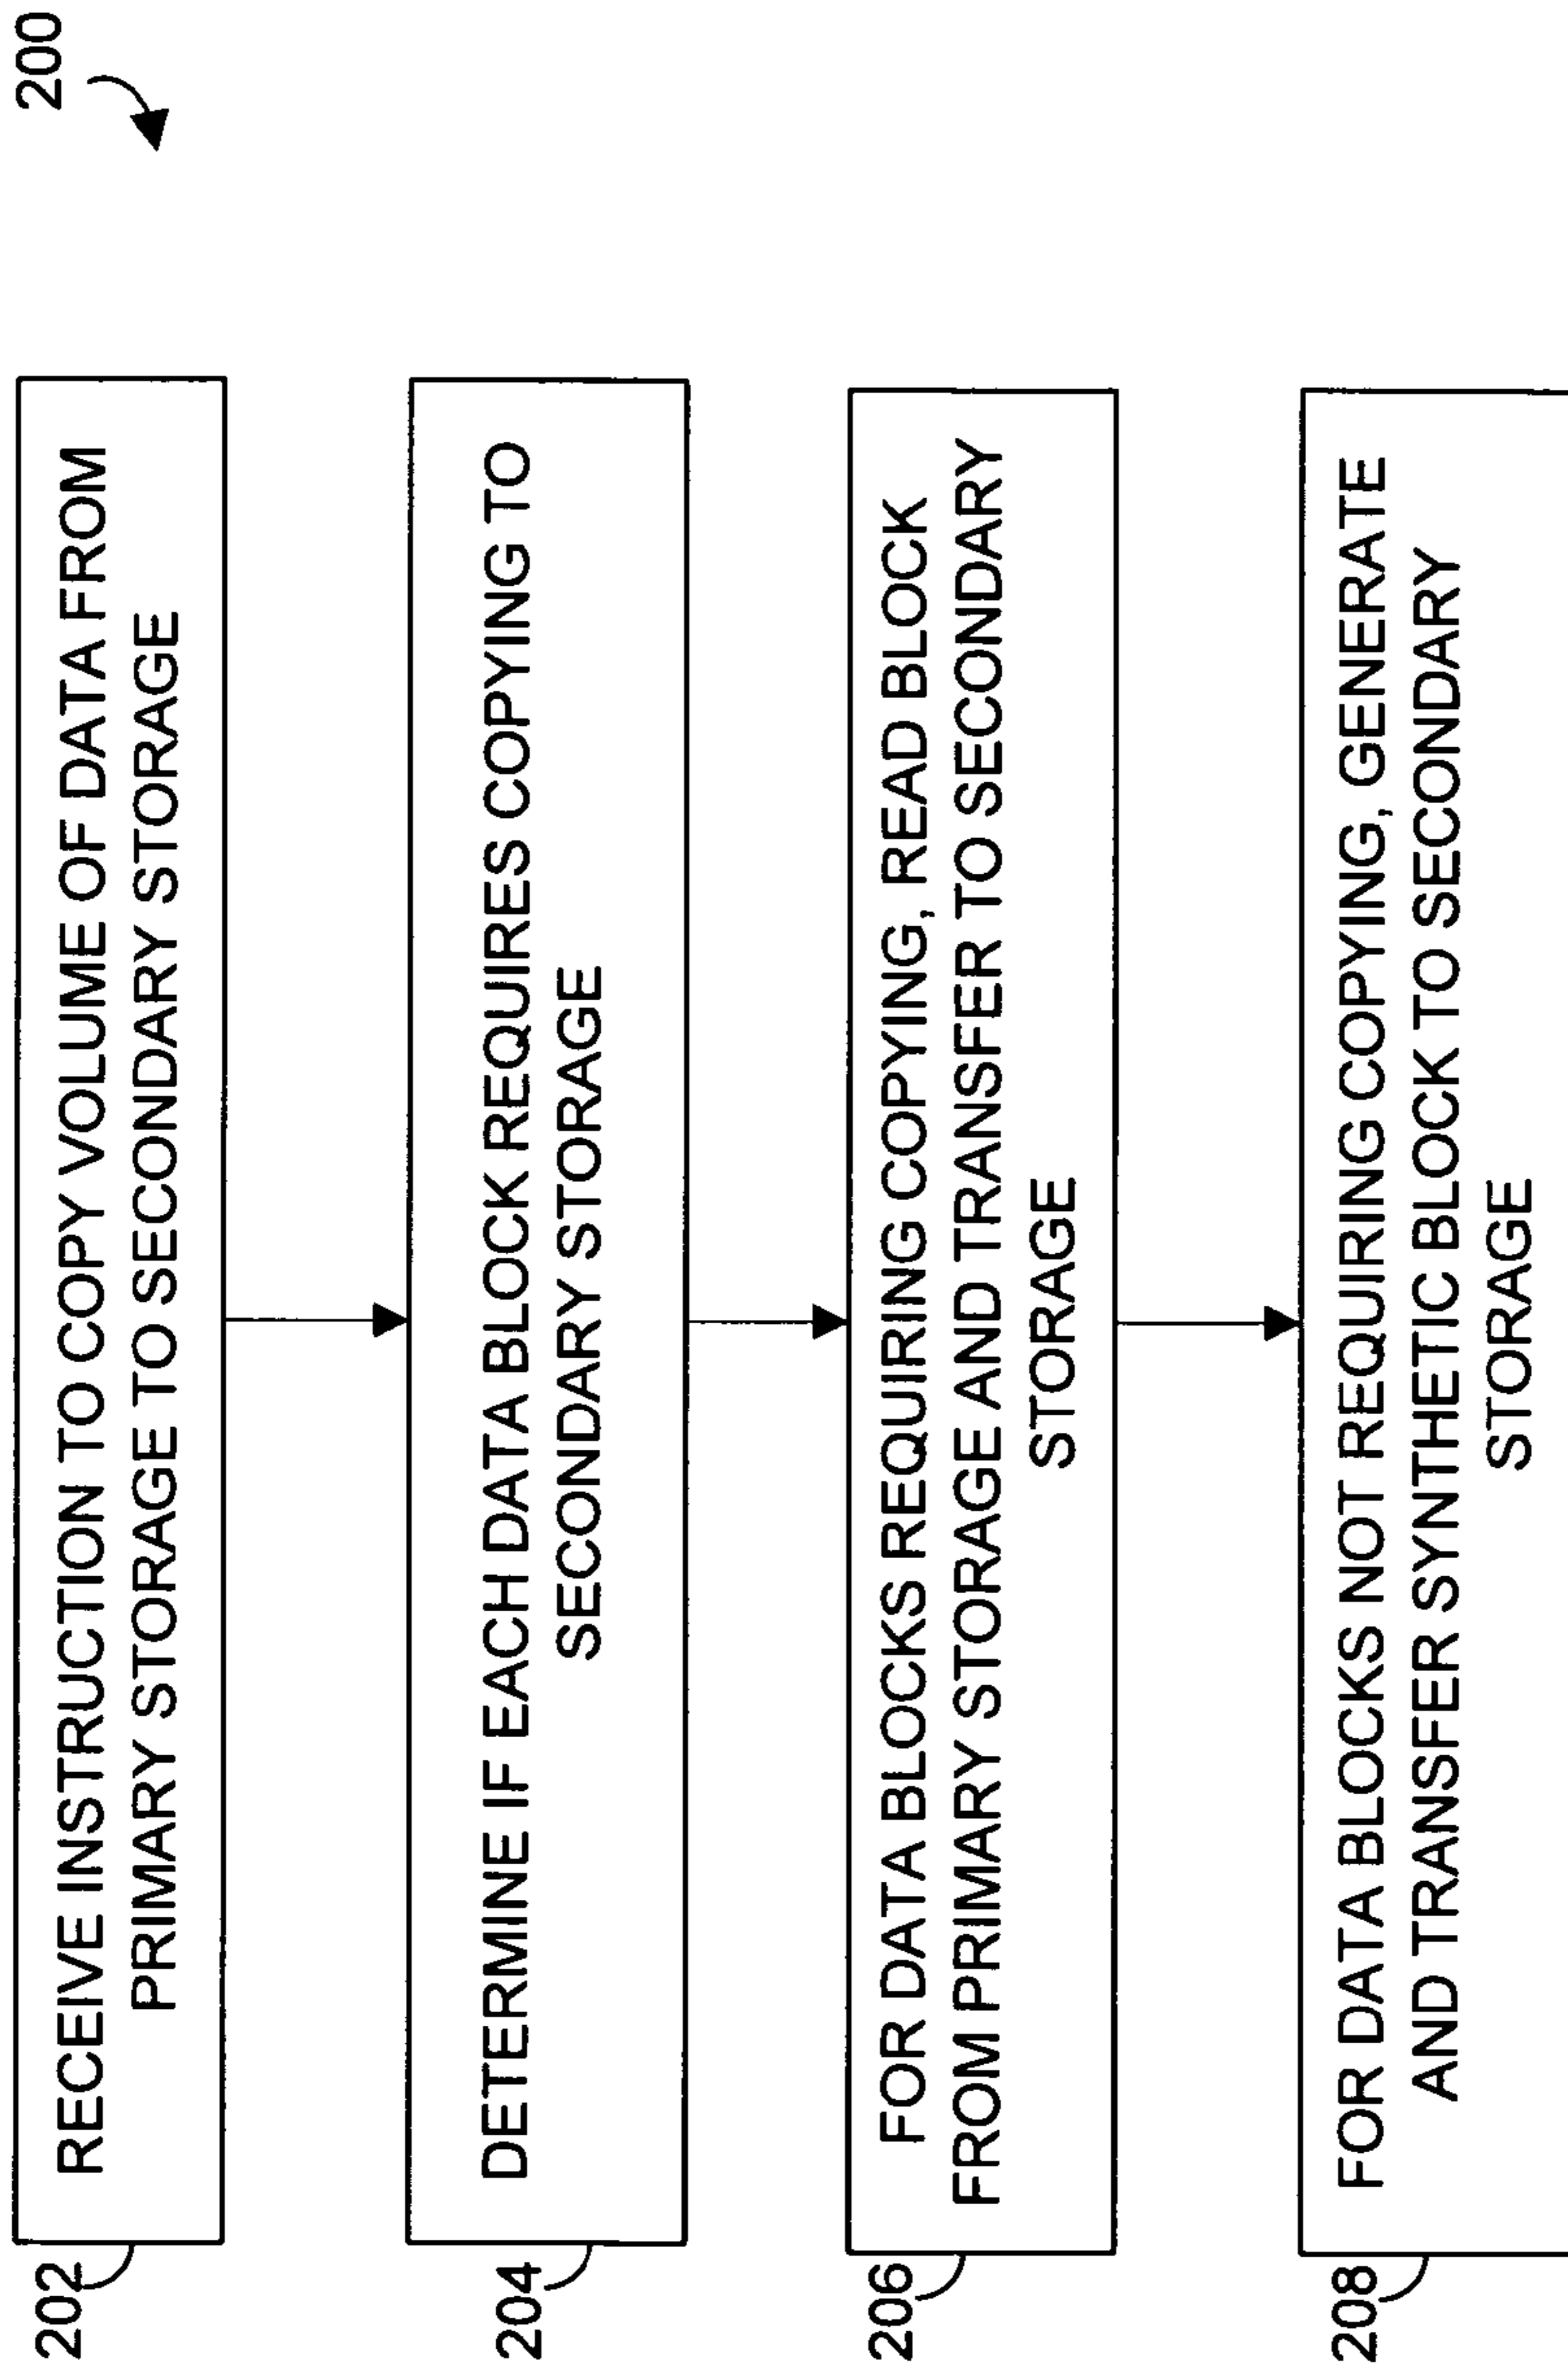 200
202
RECEIVE INSTRUCTION TO COPY VOLUME OF DATA FROM
PRIMARY STORAGE TO SECONDARY STORAGE
204
DETERMINE IF EACH DATA BLOCK REQUIRES COPYING TO
SECONDARY STORAGE
206
FOR DATA BLOCKS REQUIRING COPYING, READ BLOCK
FROM PRIMARY STORAGE AND TRANSFER TO SECONDARY
STORAGE
208
FOR DATA BLOCKS NOT REQUIRING COPYING, GENERATE
AND TRANSFER SYNTHETIC BLOCK TO SECONDARY
STORAGE